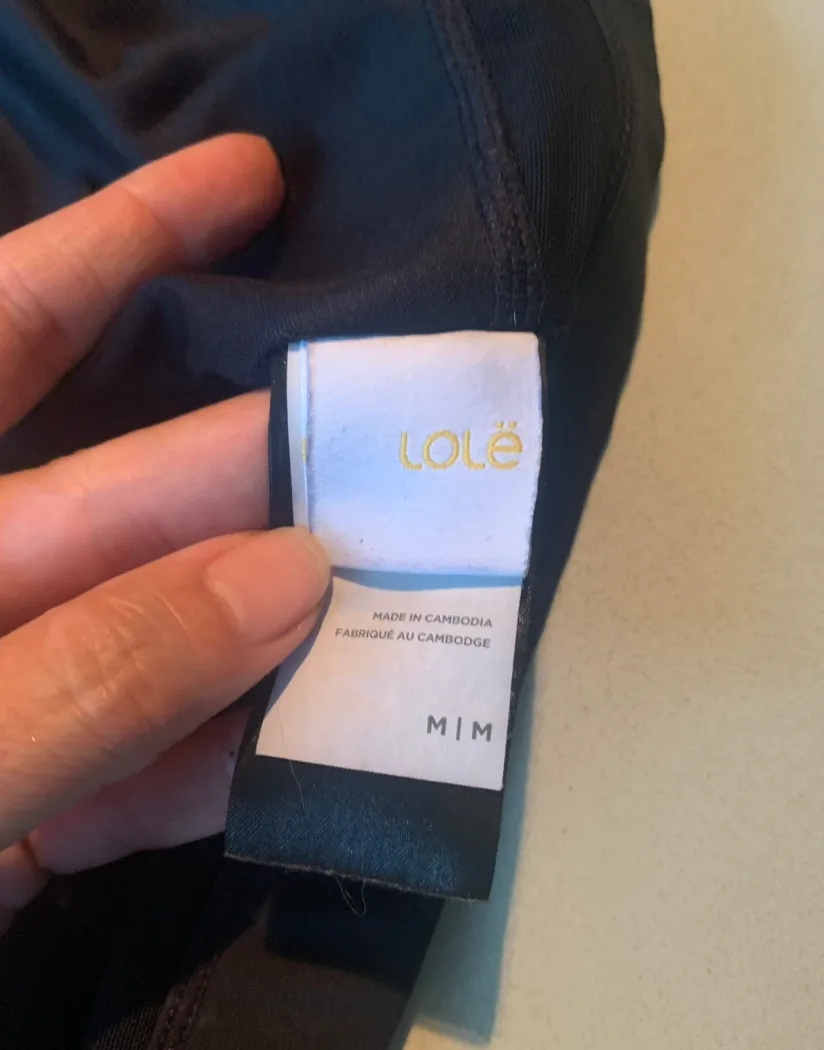 LOLË
MADE IN CAMBODIA
FABRIQUÉ AU CAMBODGE
M | M